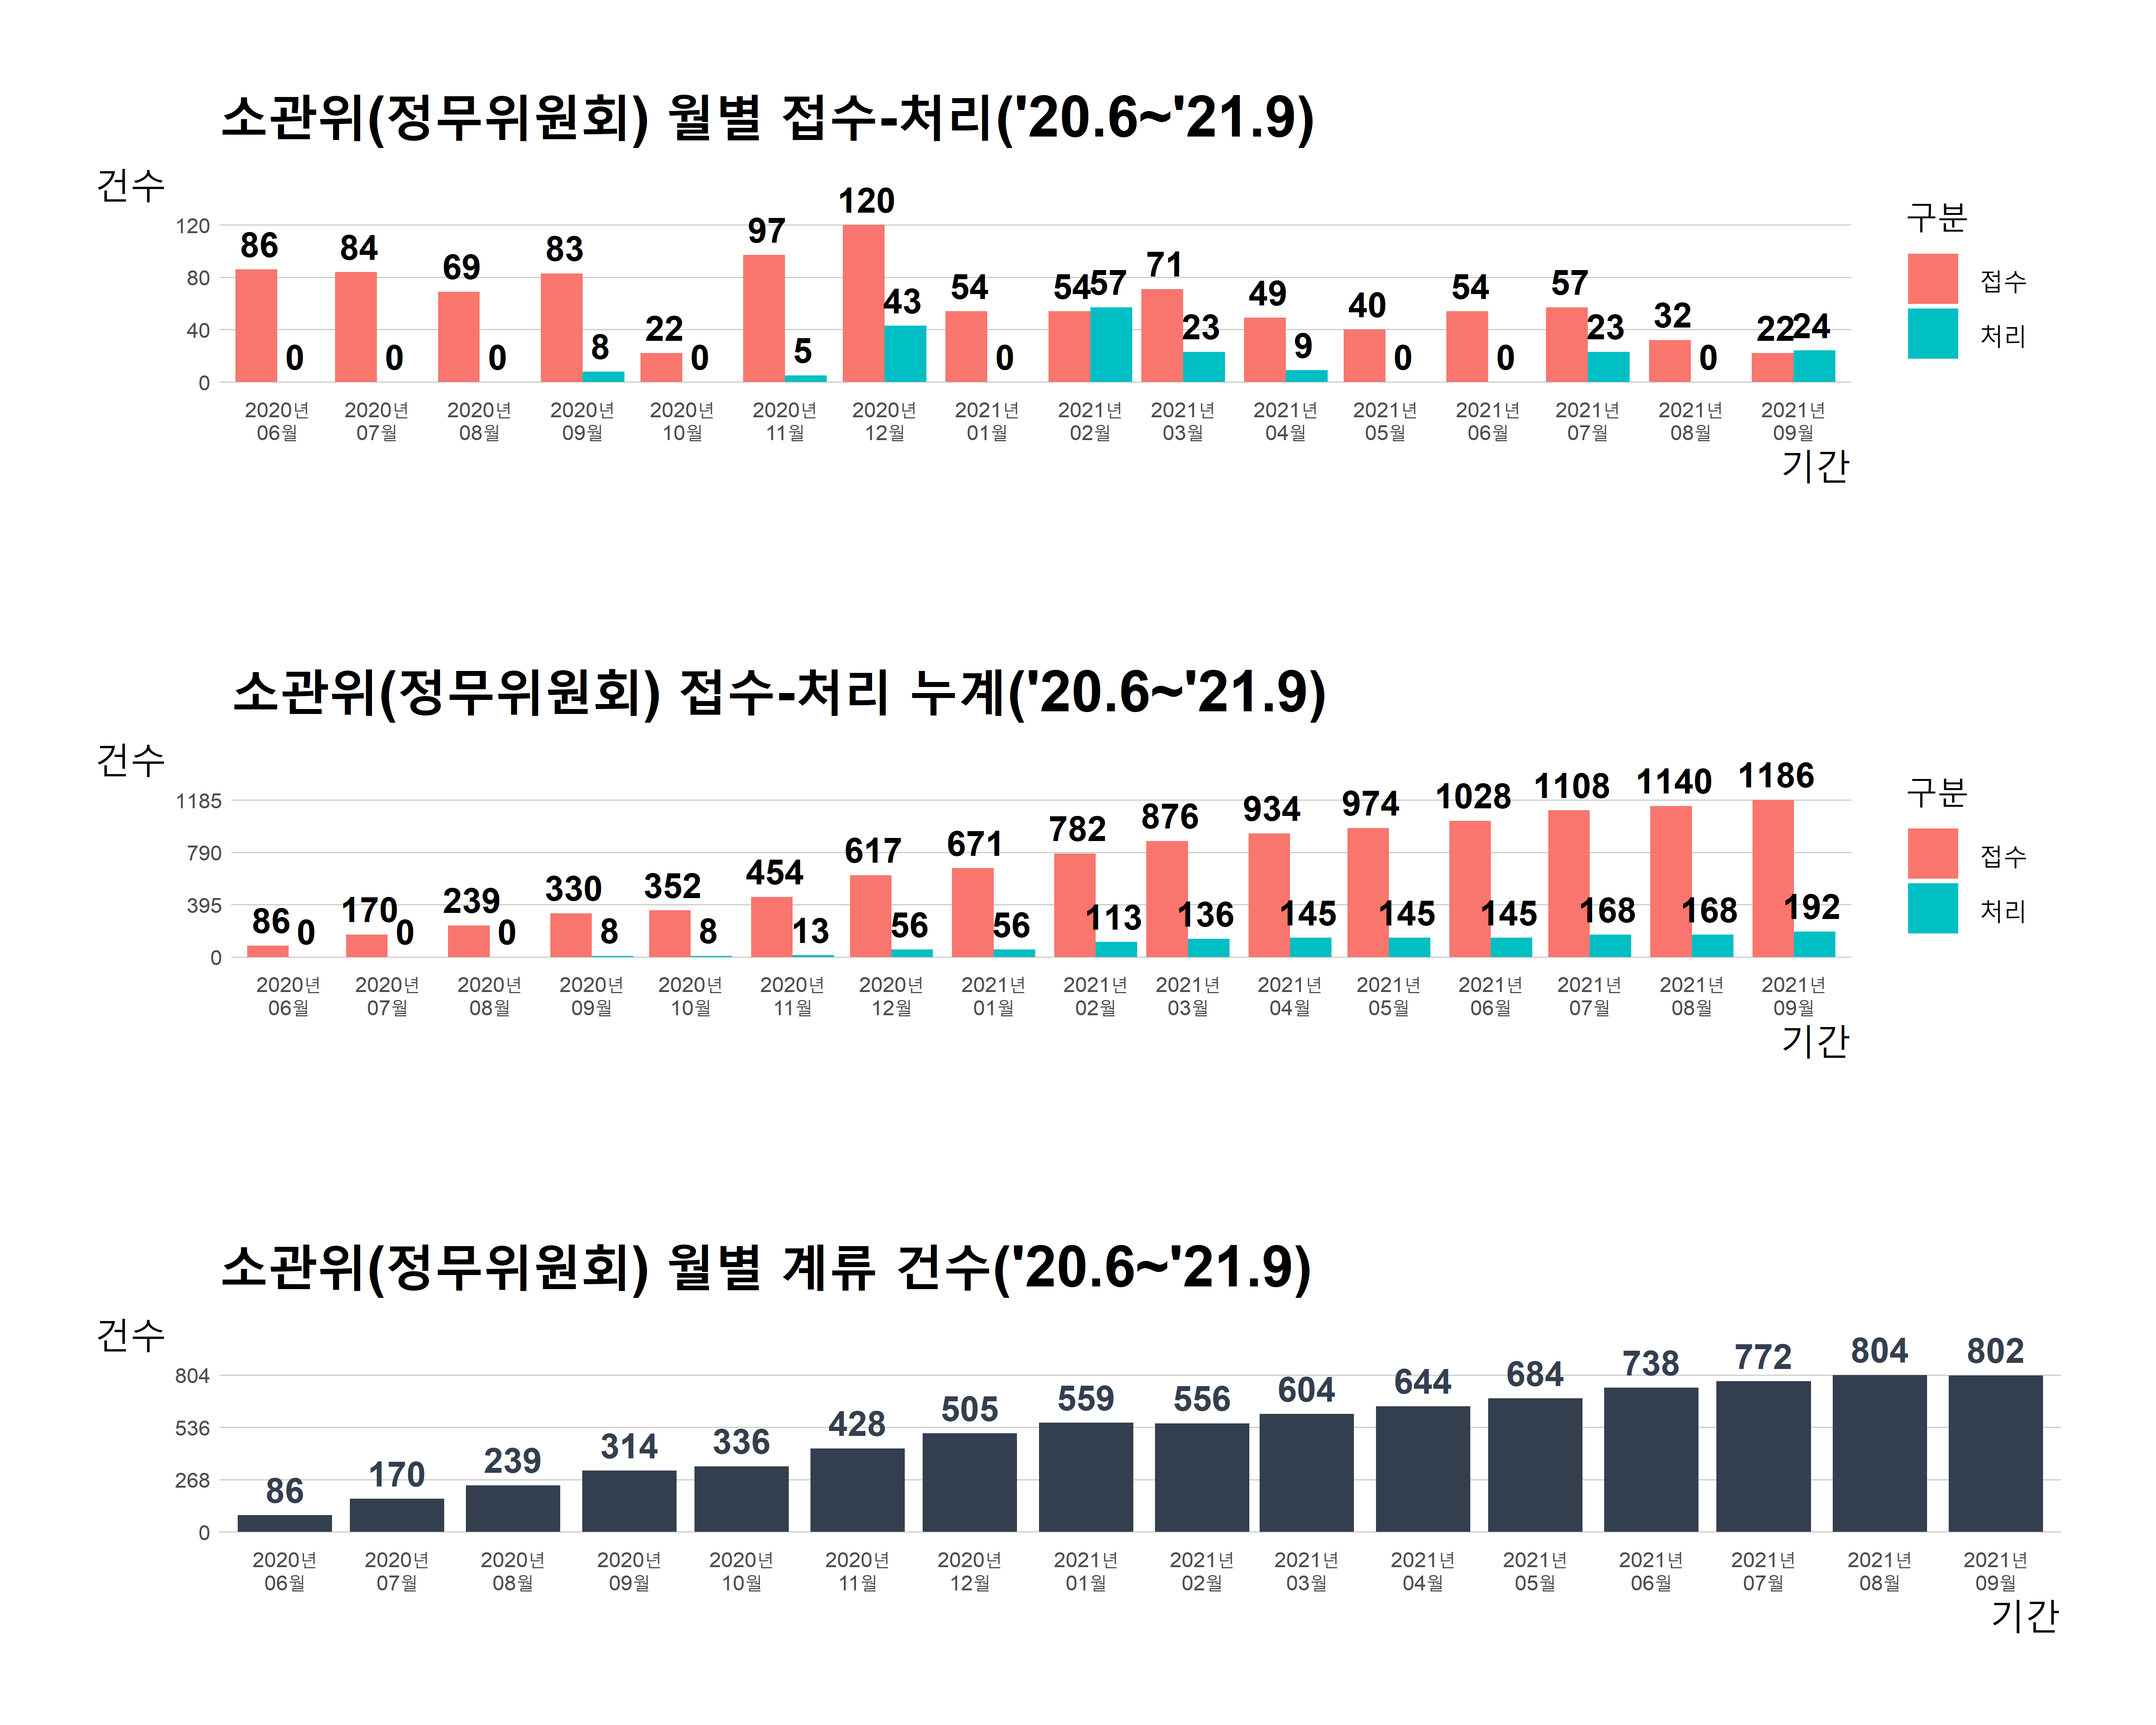 소관위(정무위원회) 월별 접수-처리('20.6~'21.9)
건수
120
80
40
0
86 0 84 0 69 0 83 8 22 0 97 5 120 43 54 0 54 57 71 23 49 9 40 0 54 0 57 23 32 0 22 24
2020년 2020년 2020년 2020년 2020년 2020년 2020년 2021년 2021년 2021년 2021년 2021년 2021년 2021년 2021년 2021년
06월 07월 08월 09월 10월 11월 12월 01월 02월 03월 04월 05월 06월 07월 08월 09월
기간
구분
접수
처리
소관위(정무위원회) 접수-처리 누계('20.6~'21.9)
건수
1185
790
395
0
86 0 170 0 239 0 330 8 352 8 454 13 617 56 671 56 782 113 876 136 934 145 974 145 1028 145 1108 168 1140 168 1186 192
2020년 2020년 2020년 2020년 2020년 2020년 2020년 2021년 2021년 2021년 2021년 2021년 2021년 2021년 2021년 2021년
06월 07월 08월 09월 10월 11월 12월 01월 02월 03월 04월 05월 06월 07월 08월 09월
기간
구분
접수
처리
소관위(정무위원회) 월별 계류 건수('20.6~'21.9)
건수
804
536
268
0
86 170 239 314 336 428 505 559 556 604 644 684 738 772 804 802
2020년 2020년 2020년 2020년 2020년 2020년 2020년 2021년 2021년 2021년 2021년 2021년 2021년 2021년 2021년 2021년
06월 07월 08월 09월 10월 11월 12월 01월 02월 03월 04월 05월 06월 07월 08월 09월
기간